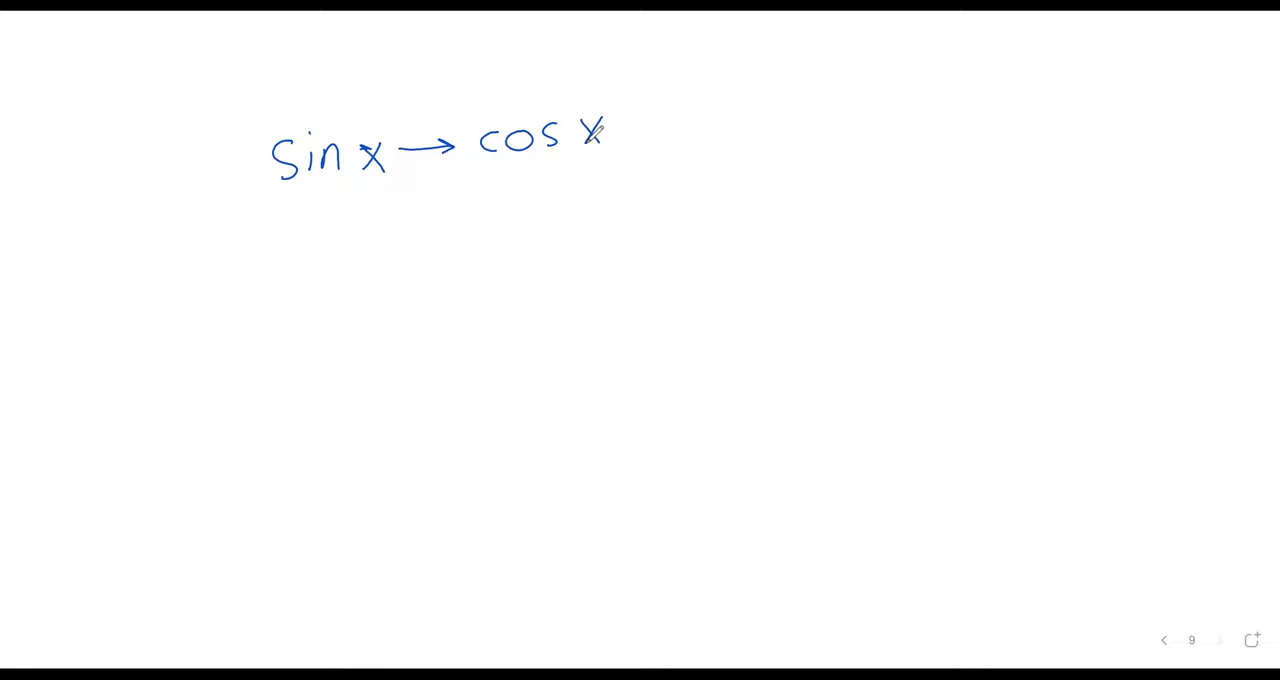 sin x → cos x
9